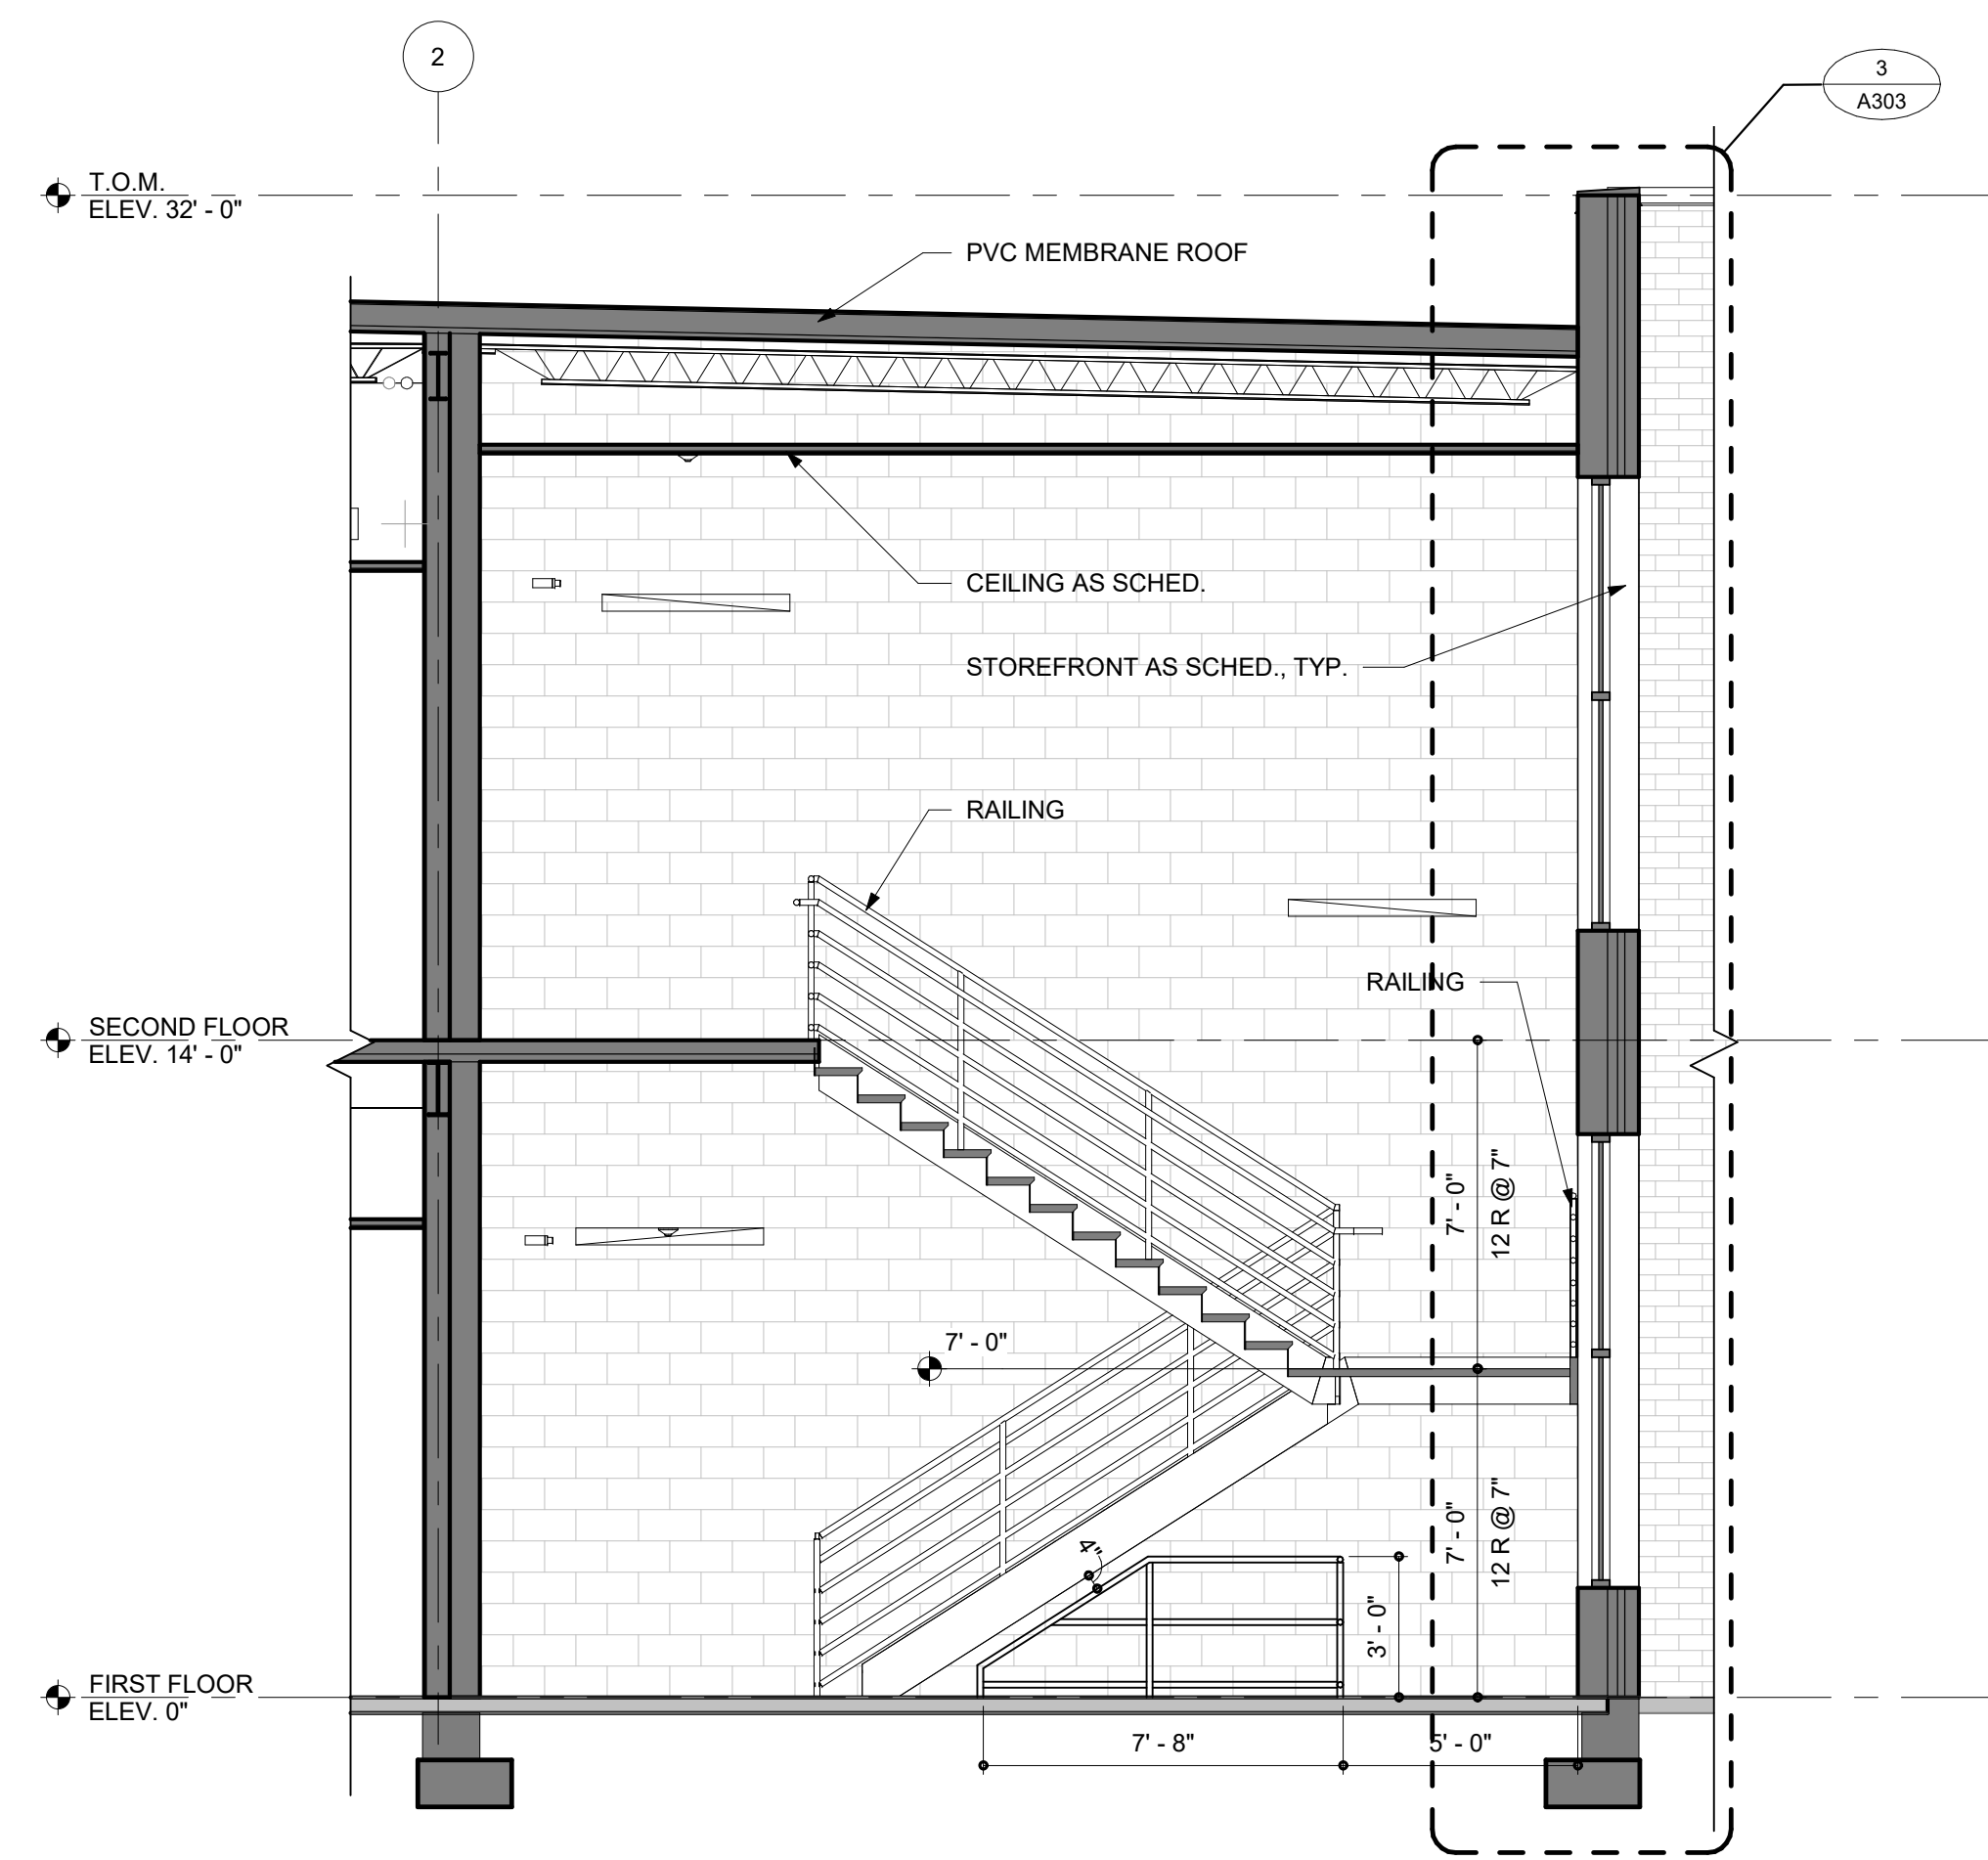 2
3
A303
T.O.M.
ELEV. 32' - 0"
PVC MEMBRANE ROOF
CEILING AS SCHED.
STOREFRONT AS SCHED., TYP.
RAILING
RAILING
SECOND FLOOR
ELEV. 14' - 0"
7' - 0"
12 R @ 7"
7' - 0"
7' - 0"
12 R @ 7"
4"
3' - 0"
FIRST FLOOR
ELEV. 0"
7' - 8"
5' - 0"